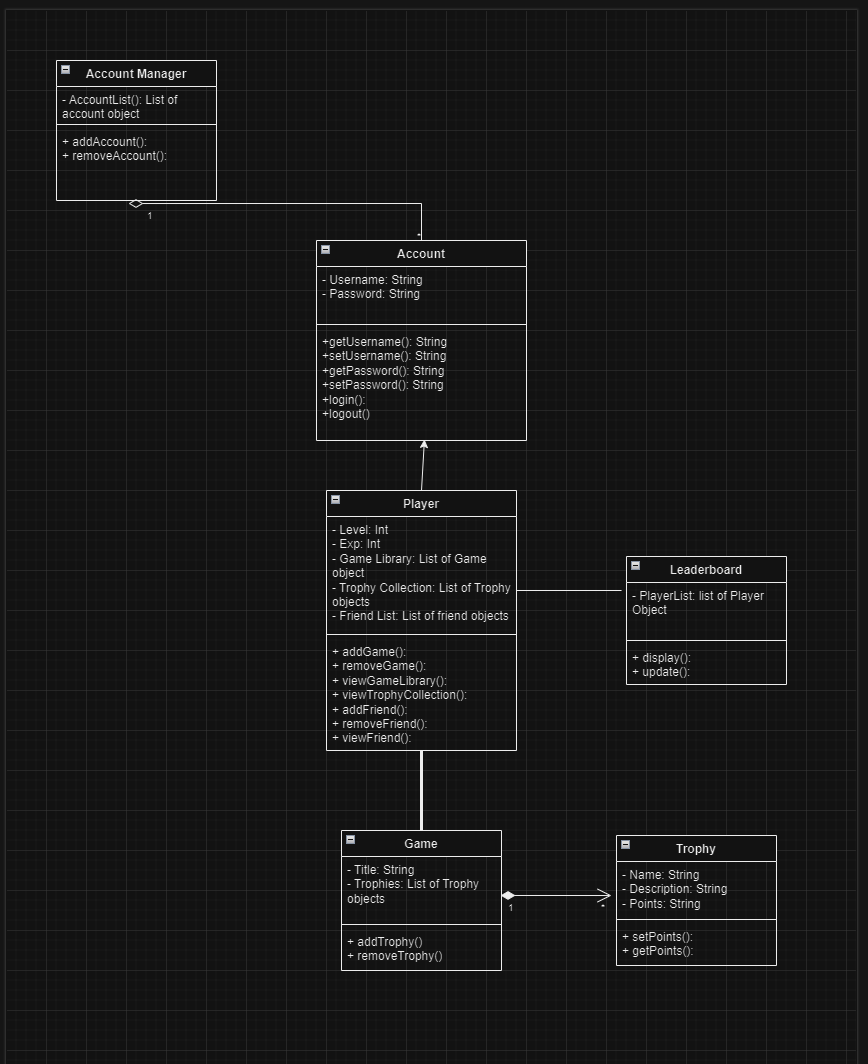 Account Manager
- AccountList(): List of
account object
+ addAccount():
+ removeAccount():
1
*
Account
- Username: String
- Password: String
+getUsername(): String
+setUsername(): String
+getPassword(): String
+setPassword(): String
+login():
+logout()
Player
- Level: Int
- Exp: Int
- Game Library: List of Game
object
- Trophy Collection: List of Trophy
objects
- Friend List: List of friend objects
+ addGame():
+ removeGame():
+ viewGameLibrary():
+ viewTrophyCollection():
+ addFriend():
+ removeFriend():
+ viewFriend():
Leaderboard
- PlayerList: list of Player
Object
+ display():
+ update():
Game
- Title: String
- Trophies: List of Trophy
objects
+ addTrophy()
+ removeTrophy()
1
*
Trophy
- Name: String
- Description: String
- Points: String
+ setPoints():
+ getPoints():